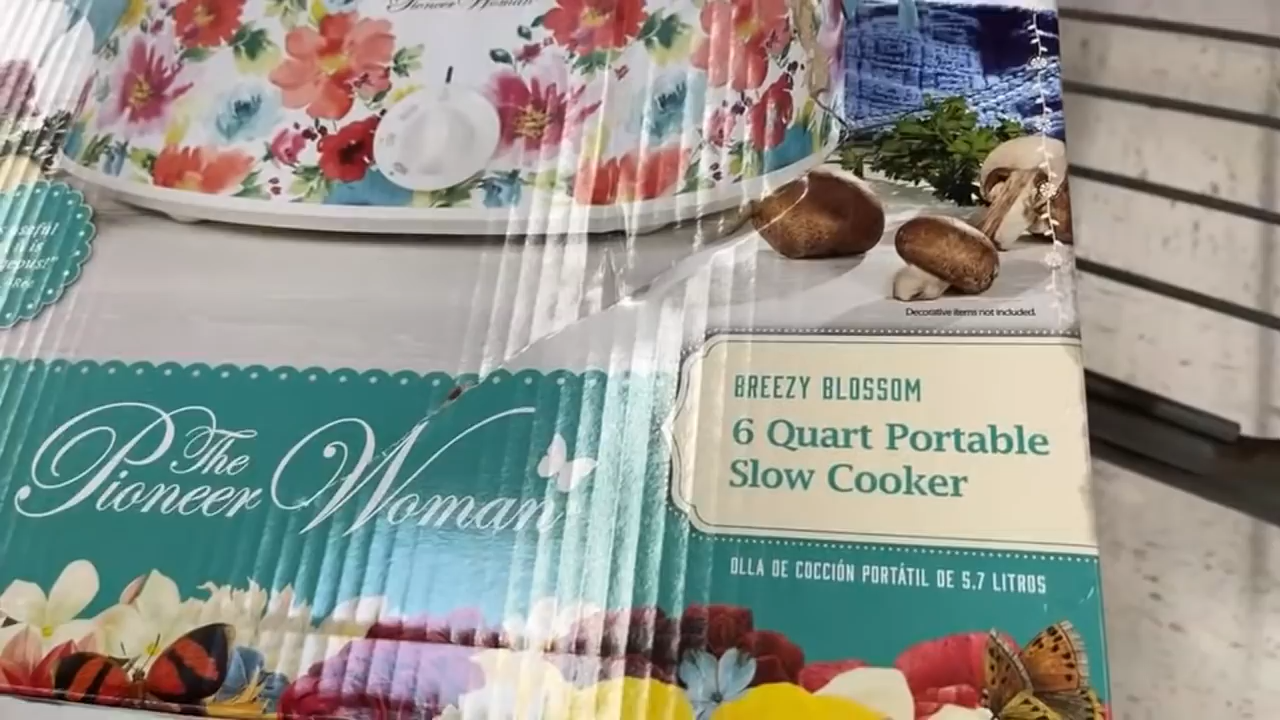 Pioneer Woman
is
Decorative items not included.
BREEZY BLOSSOM
6 Quart Portable
Slow Cooker
The
Pioneer Woman
OLLA DE COCCIÓN PORTÁTIL DE 5.7 LITROS